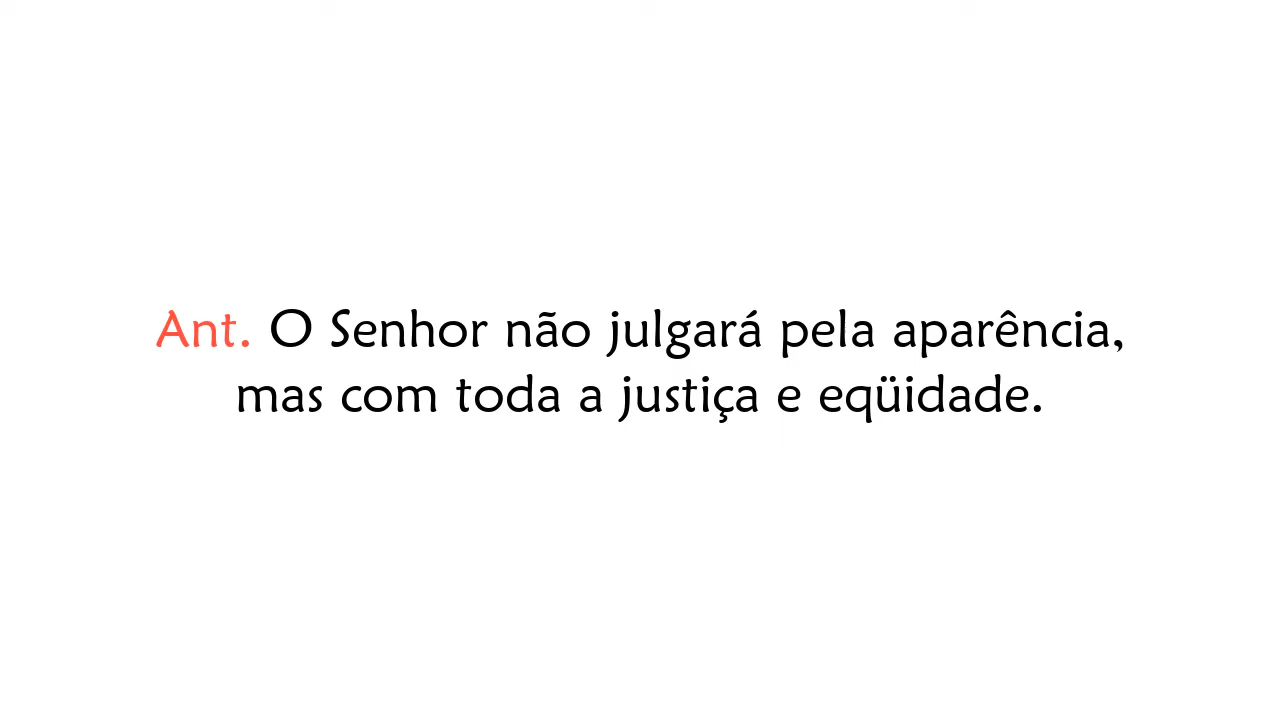 Ant. O Senhor não julgará pela aparência,
mas com toda a justiça e eqüidade.